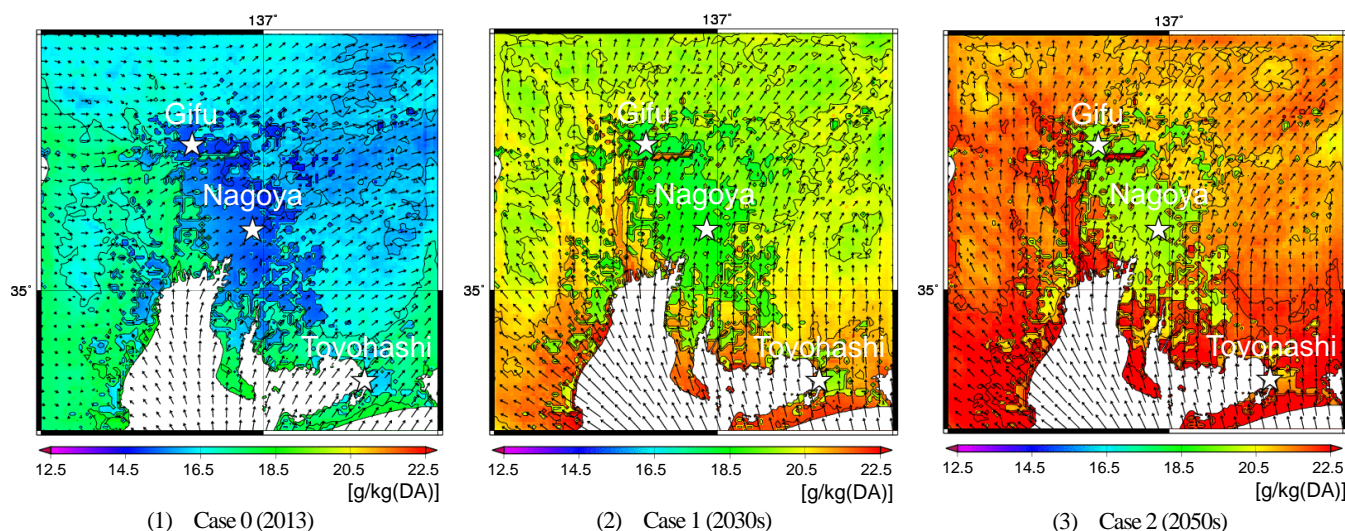 137°
35°
Gifu
Nagoya
Toyohashi
12.5 14.5 16.5 18.5 20.5 22.5
[g/kg(DA)]
(1) Case 0 (2013)
137°
35°
Gifu
Nagoya
Toyohashi
12.5 14.5 16.5 18.5 20.5 22.5
[g/kg(DA)]
(2) Case 1 (2030s)
137°
35°
Gifu
Nagoya
Toyohashi
12.5 14.5 16.5 18.5 20.5 22.5
[g/kg(DA)]
(3) Case 2 (2050s)